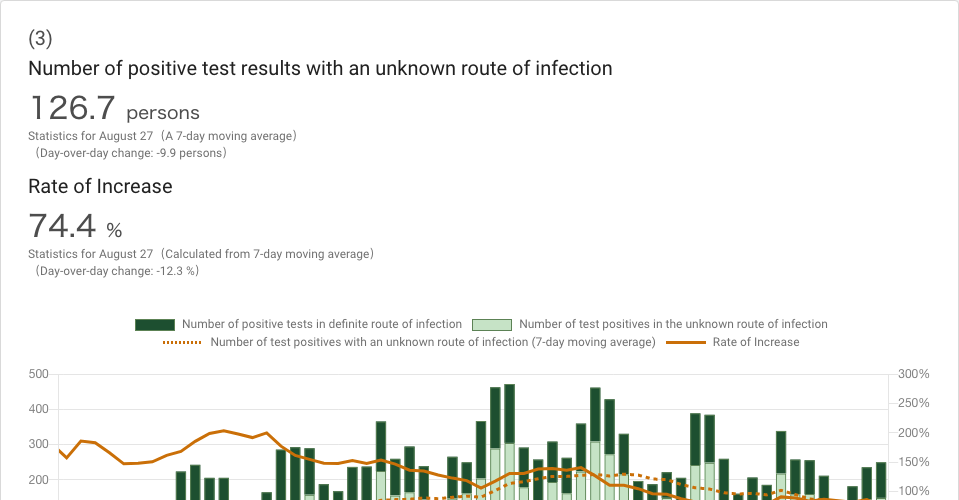 (3)
Number of positive test results with an unknown route of infection
126.7 persons
Statistics for August 27（A 7-day moving average）
（Day-over-day change: -9.9 persons）
Rate of Increase
74.4 %
Statistics for August 27（Calculated from 7-day moving average）
（Day-over-day change: -12.3 %）
Number of positive tests in definite route of infection Number of test positives in the unknown route of infection
Number of test positives with an unknown route of infection (7-day moving average) Rate of Increase
500 300%
250%
400
200%
300
150%
200
100%